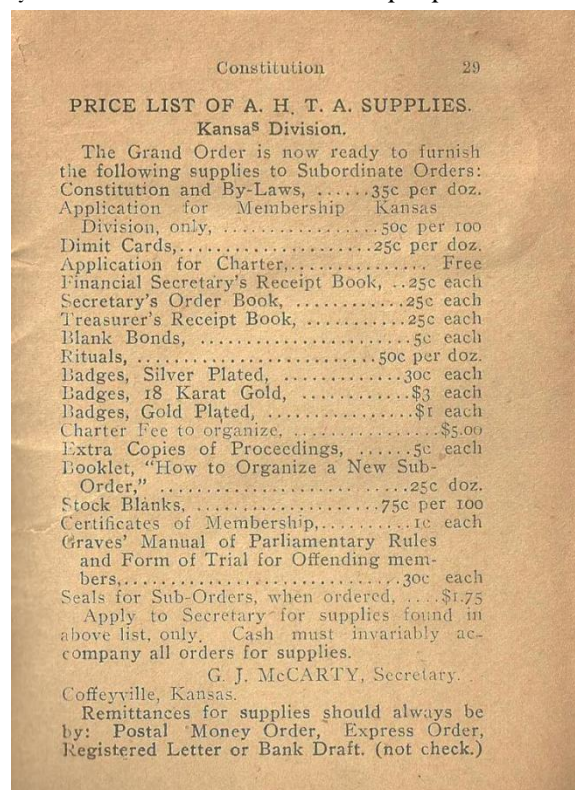 Constitution 29
PRICE LIST OF A. H. T. A. SUPPLIES.
Kansas Division.
The Grand Order is now ready to furnish
the following supplies to Subordinate Orders:
Constitution and By-Laws, ......35c per doz.
Application for Membership Kansas
Division, only, .................50c per 100
Dimit Cards,.....................25c per doz.
Application for Charter,............... Free
Financial Secretary's Receipt Book, ..25c each
Secretary's Order Book, ............25c each
Treasurer's Receipt Book, ...........25c each
Blank Bonds, .......................5c each
Rituals, ..........................50c per doz.
Badges, Silver Plated, .............30c each
Badges, 18 Karat Gold, ..............$3 each
Badges, Gold Plated, ................$1 each
Charter Fee to organize, ................$5.00
Extra Copies of Proceedings, ......5c each
Booklet, "How to Organize a New Sub-
Order," ...........................25c doz.
Stock Blanks, ....................75c per 100
Certificates of Membership,..........1c each
Graves' Manual of Parliamentary Rules
and Form of Trial for Offending mem-
bers,..............................30c each
Seals for Sub-Orders, when ordered, ....$1.75
Apply to Secretary for supplies found in
above list, only. Cash must invariably ac-
company all orders for supplies.
G. J. McCARTY, Secretary.
Coffeyville, Kansas.
Remittances for supplies should always be
by: Postal Money Order, Express Order,
Registered Letter or Bank Draft. (not check.)